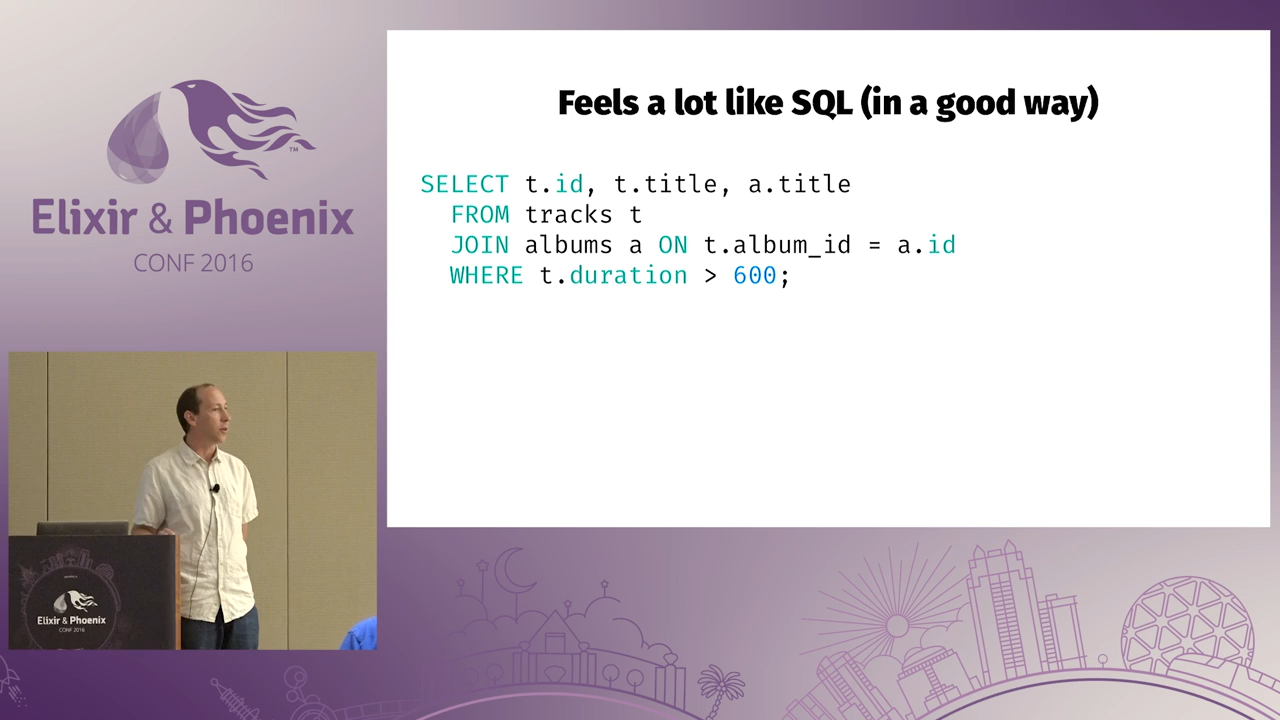 Elixir & Phoenix
CONF 2016
TM
Feels a lot like SQL (in a good way)
SELECT t.id, t.title, a.title
FROM tracks t
JOIN albums a ON t.album_id = a.id
WHERE t.duration > 600;
Elixir & Phoenix
CONF 2016